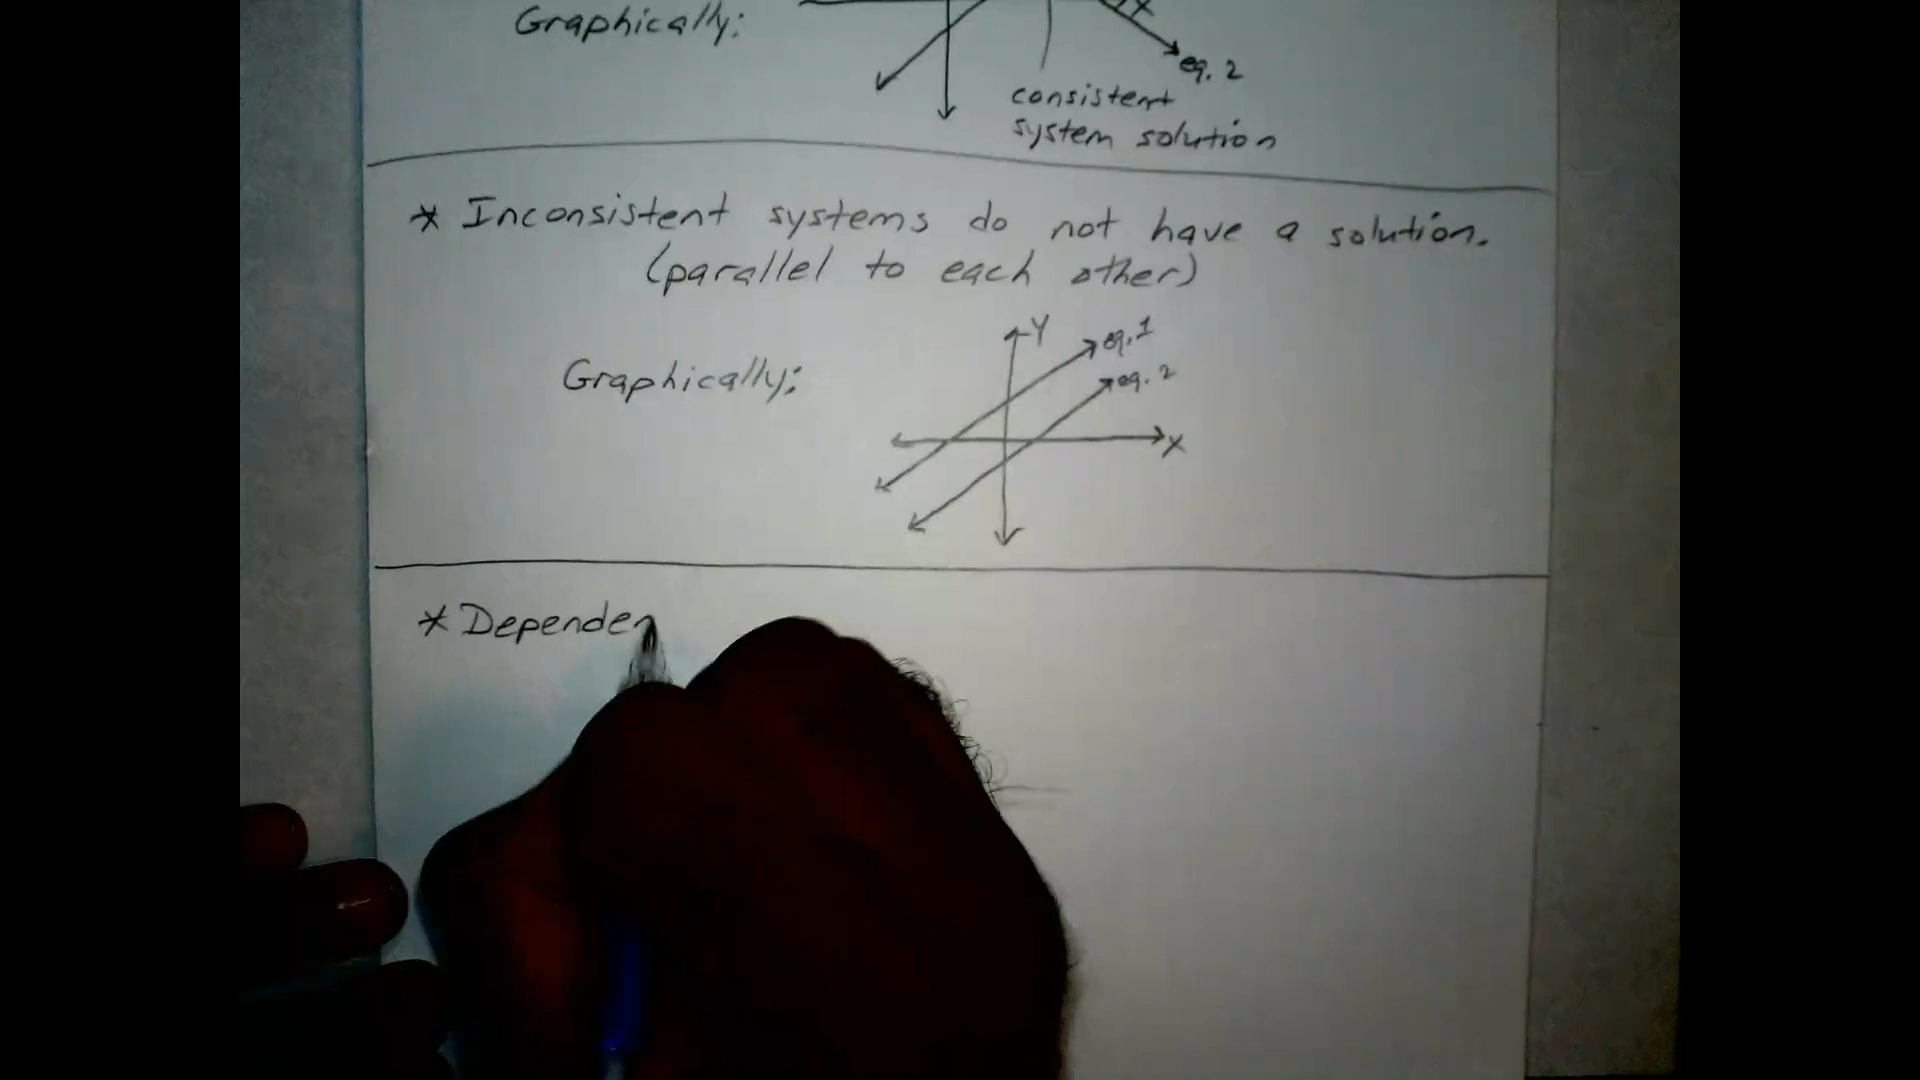 Graphically:
X
eq. 2
consistent
system solution
* Inconsistent systems do not have a solution.
(parallel to each other)
Y
eq. 1
eq. 2
Graphically:
X
* Dependen